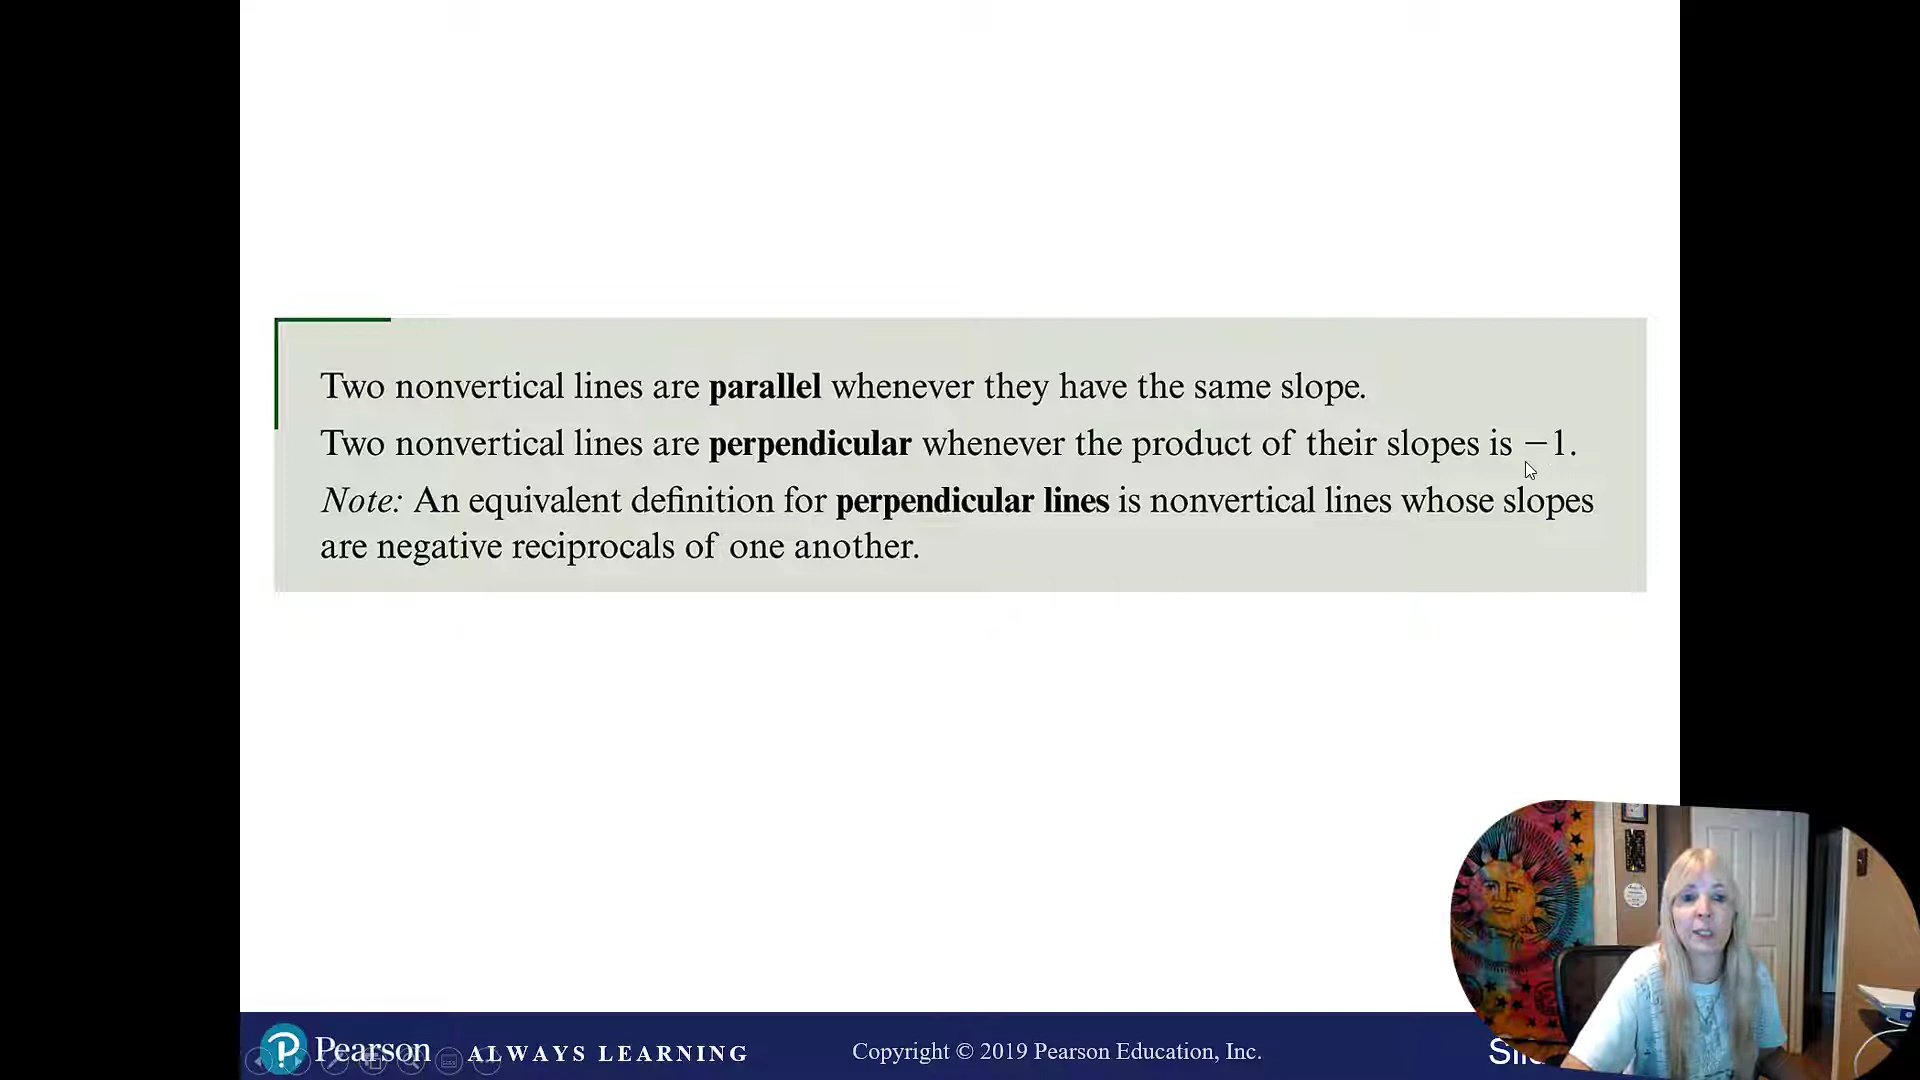 Two nonvertical lines are parallel whenever they have the same slope.
Two nonvertical lines are perpendicular whenever the product of their slopes is −1.
Note: An equivalent definition for perpendicular lines is nonvertical lines whose slopes
are negative reciprocals of one another.
Pearson ALWAYS LEARNING Copyright © 2019 Pearson Education, Inc.